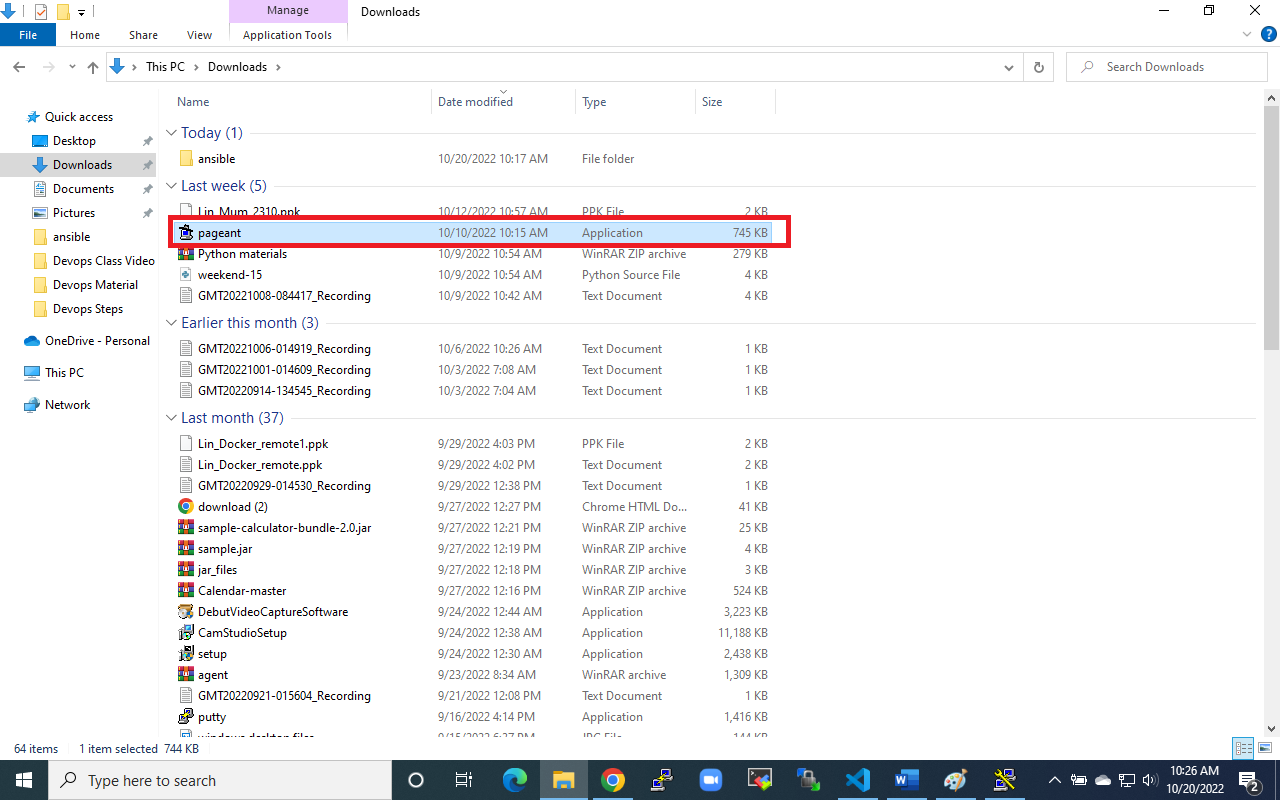 Manage
Downloads
File
Home
Share
View
Application Tools
This PC
Downloads
Search Downloads
Name
Date modified
Type
Size
Quick access
Desktop
Downloads
Documents
Pictures
ansible
Devops Class Video
Devops Material
Devops Steps
OneDrive - Personal
This PC
Network
Today (1)
ansible 10/20/2022 10:17 AM File folder
Last week (5)
Lin_Mum_2310.ppk 10/12/2022 10:57 AM PPK File 2 KB
pageant 10/10/2022 10:15 AM Application 745 KB
Python materials 10/9/2022 10:54 AM WinRAR ZIP archive 279 KB
weekend-15 10/9/2022 10:54 AM Python Source File 4 KB
GMT20221008-084417_Recording 10/9/2022 10:42 AM Text Document 4 KB
Earlier this month (3)
GMT20221006-014919_Recording 10/6/2022 10:26 AM Text Document 1 KB
GMT20221001-014609_Recording 10/3/2022 7:08 AM Text Document 1 KB
GMT20220914-134545_Recording 10/3/2022 7:04 AM Text Document 1 KB
Last month (37)
Lin_Docker_remote1.ppk 9/29/2022 4:03 PM PPK File 2 KB
Lin_Docker_remote.ppk 9/29/2022 4:02 PM Text Document 2 KB
GMT20220929-014530_Recording 9/29/2022 12:38 PM Text Document 1 KB
download (2) 9/27/2022 12:27 PM Chrome HTML Do... 41 KB
sample-calculator-bundle-2.0.jar 9/27/2022 12:21 PM WinRAR ZIP archive 25 KB
sample.jar 9/27/2022 12:19 PM WinRAR ZIP archive 4 KB
jar_files 9/27/2022 12:18 PM WinRAR ZIP archive 3 KB
Calendar-master 9/27/2022 12:16 PM WinRAR ZIP archive 524 KB
DebutVideoCaptureSoftware 9/24/2022 12:44 AM Application 3,223 KB
CamStudioSetup 9/24/2022 12:38 AM Application 11,188 KB
setup 9/24/2022 12:30 AM Application 2,438 KB
agent 9/23/2022 8:34 AM WinRAR archive 1,309 KB
GMT20220921-015604_Recording 9/21/2022 12:08 PM Text Document 1 KB
putty 9/16/2022 4:14 PM Application 1,416 KB
windows desktop files 9/15/2022 6:27 PM JPG File 144 KB
64 items 1 item selected 744 KB
Type here to search
10:26 AM
10/20/2022
2